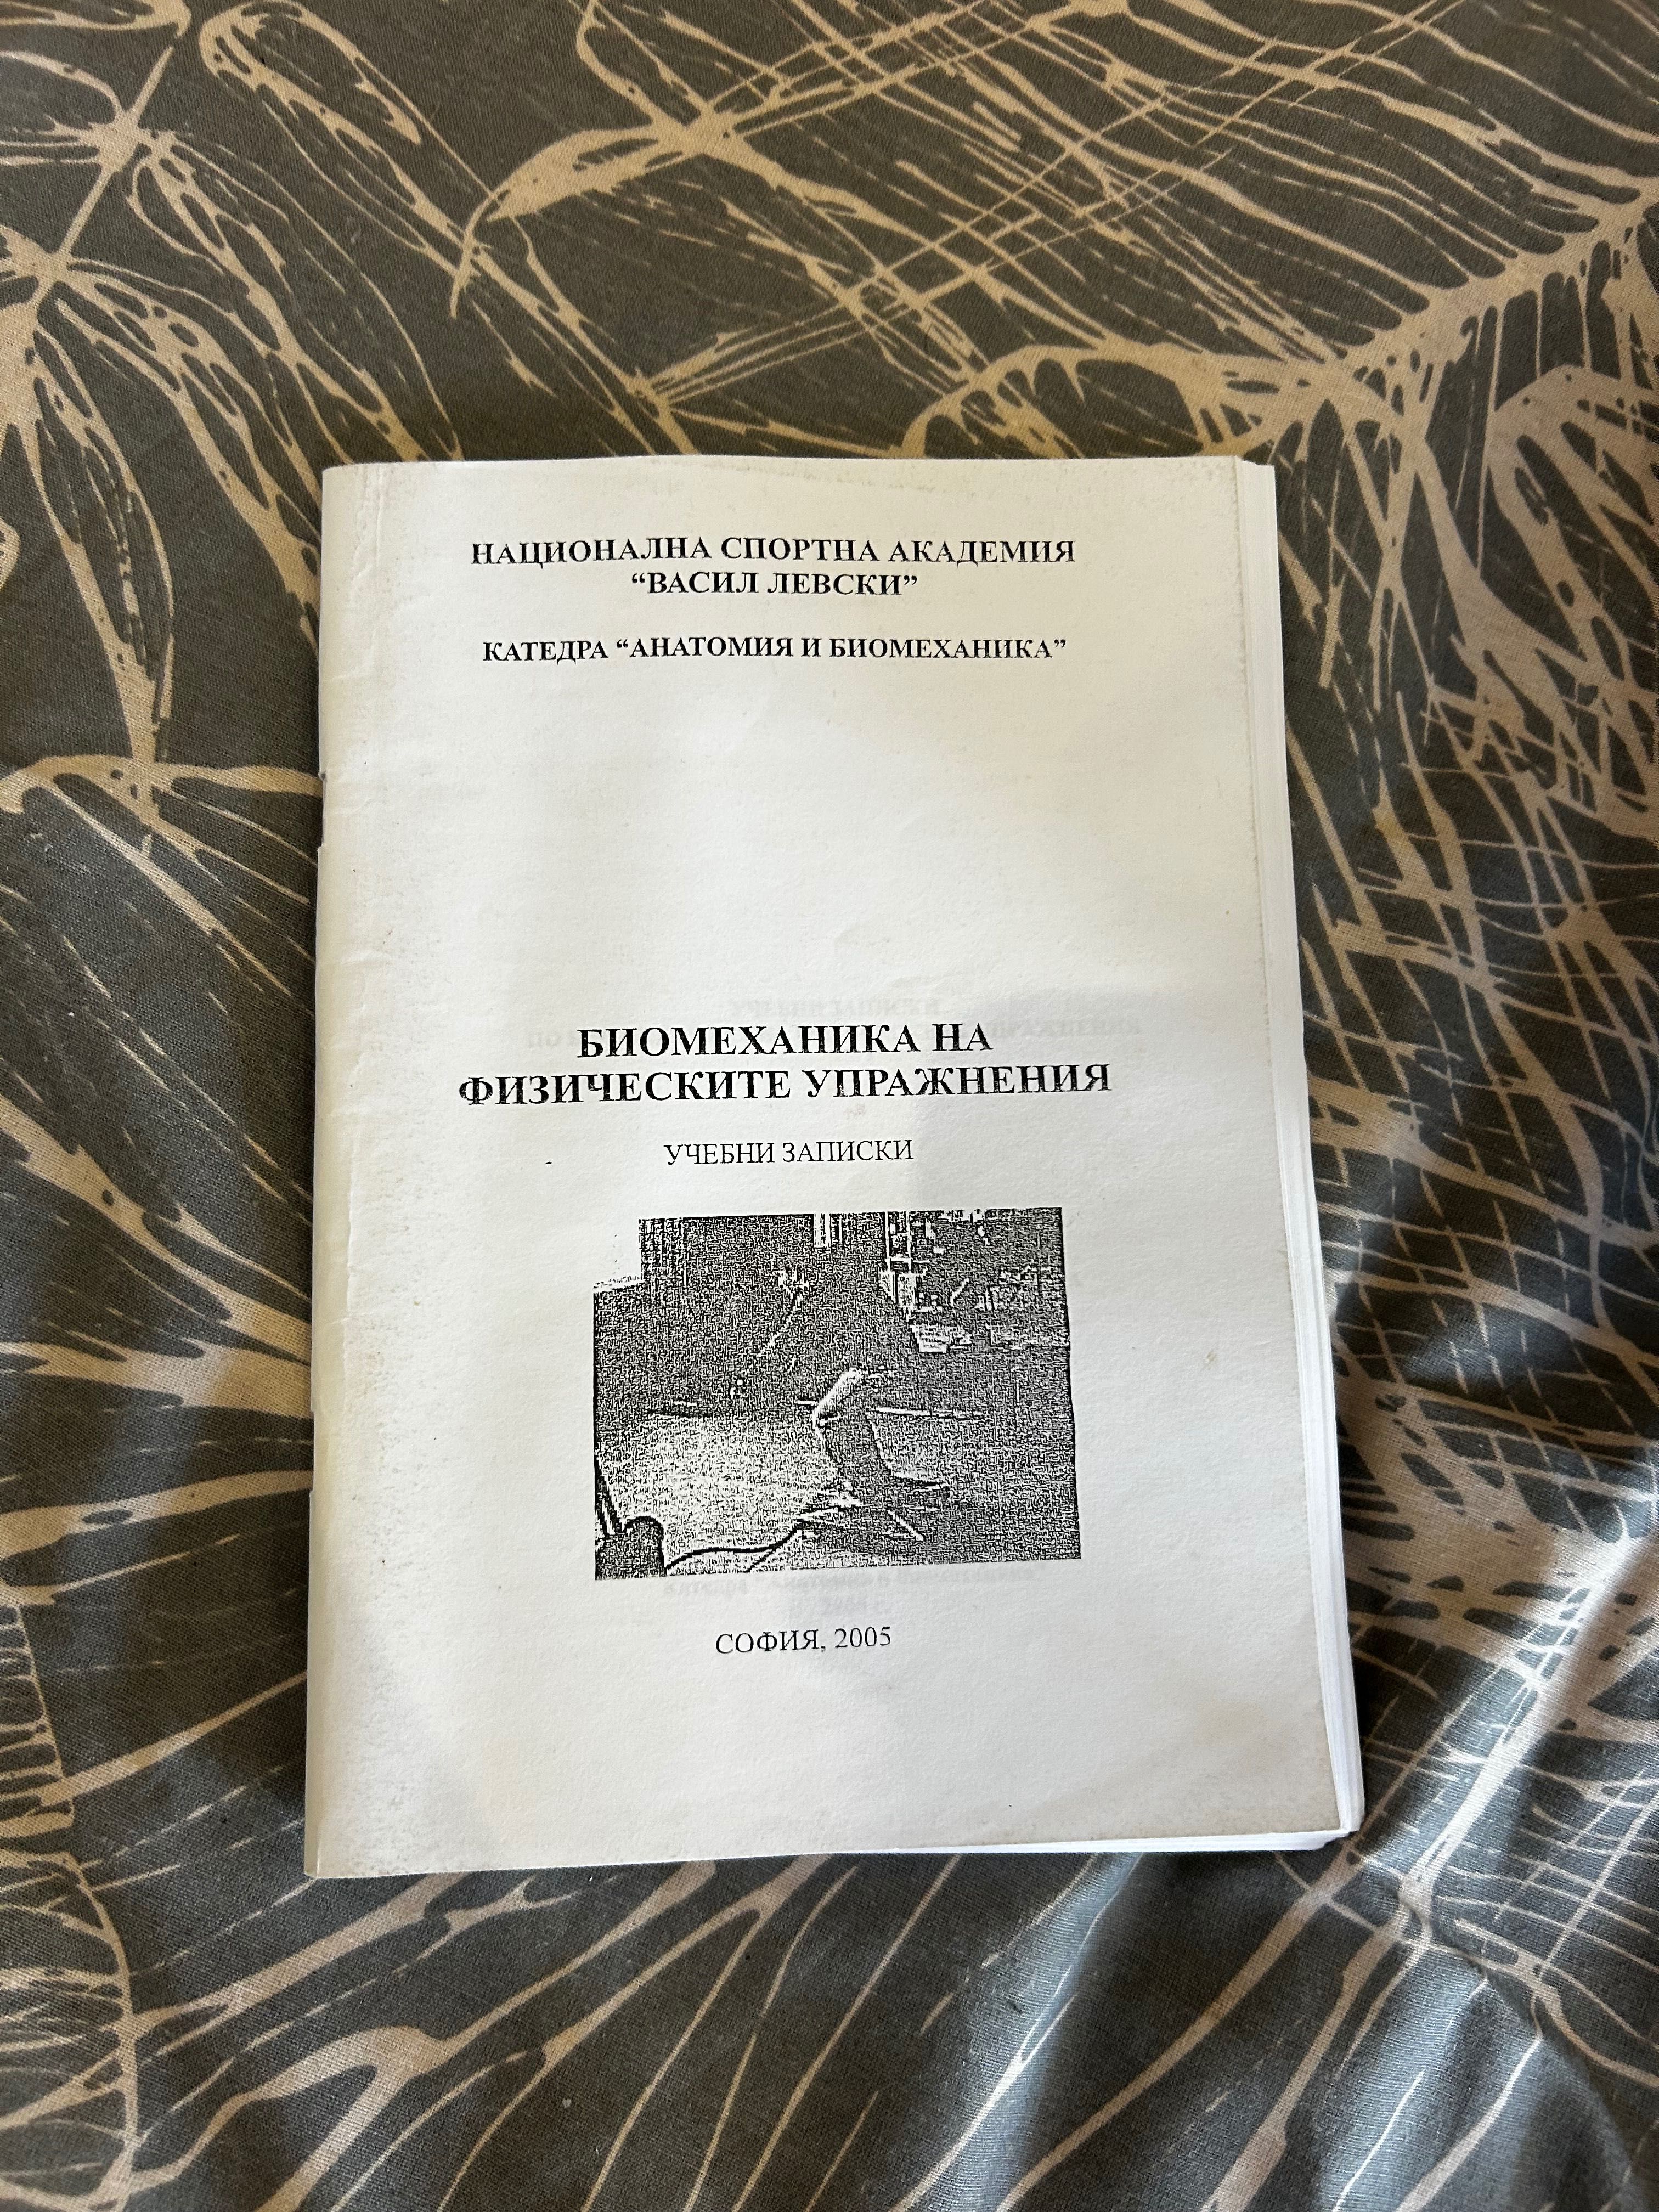 НАЦИОНАЛНА СПОРТНА АКАДЕМИЯ
“ВАСИЛ ЛЕВСКИ”
КАТЕДРА “АНАТОМИЯ И БИОМЕХАНИКА”
БИОМЕХАНИКА НА
ФИЗИЧЕСКИТЕ УПРАЖНЕНИЯ
УЧЕБНИ ЗАПИСКИ
СОФИЯ, 2005